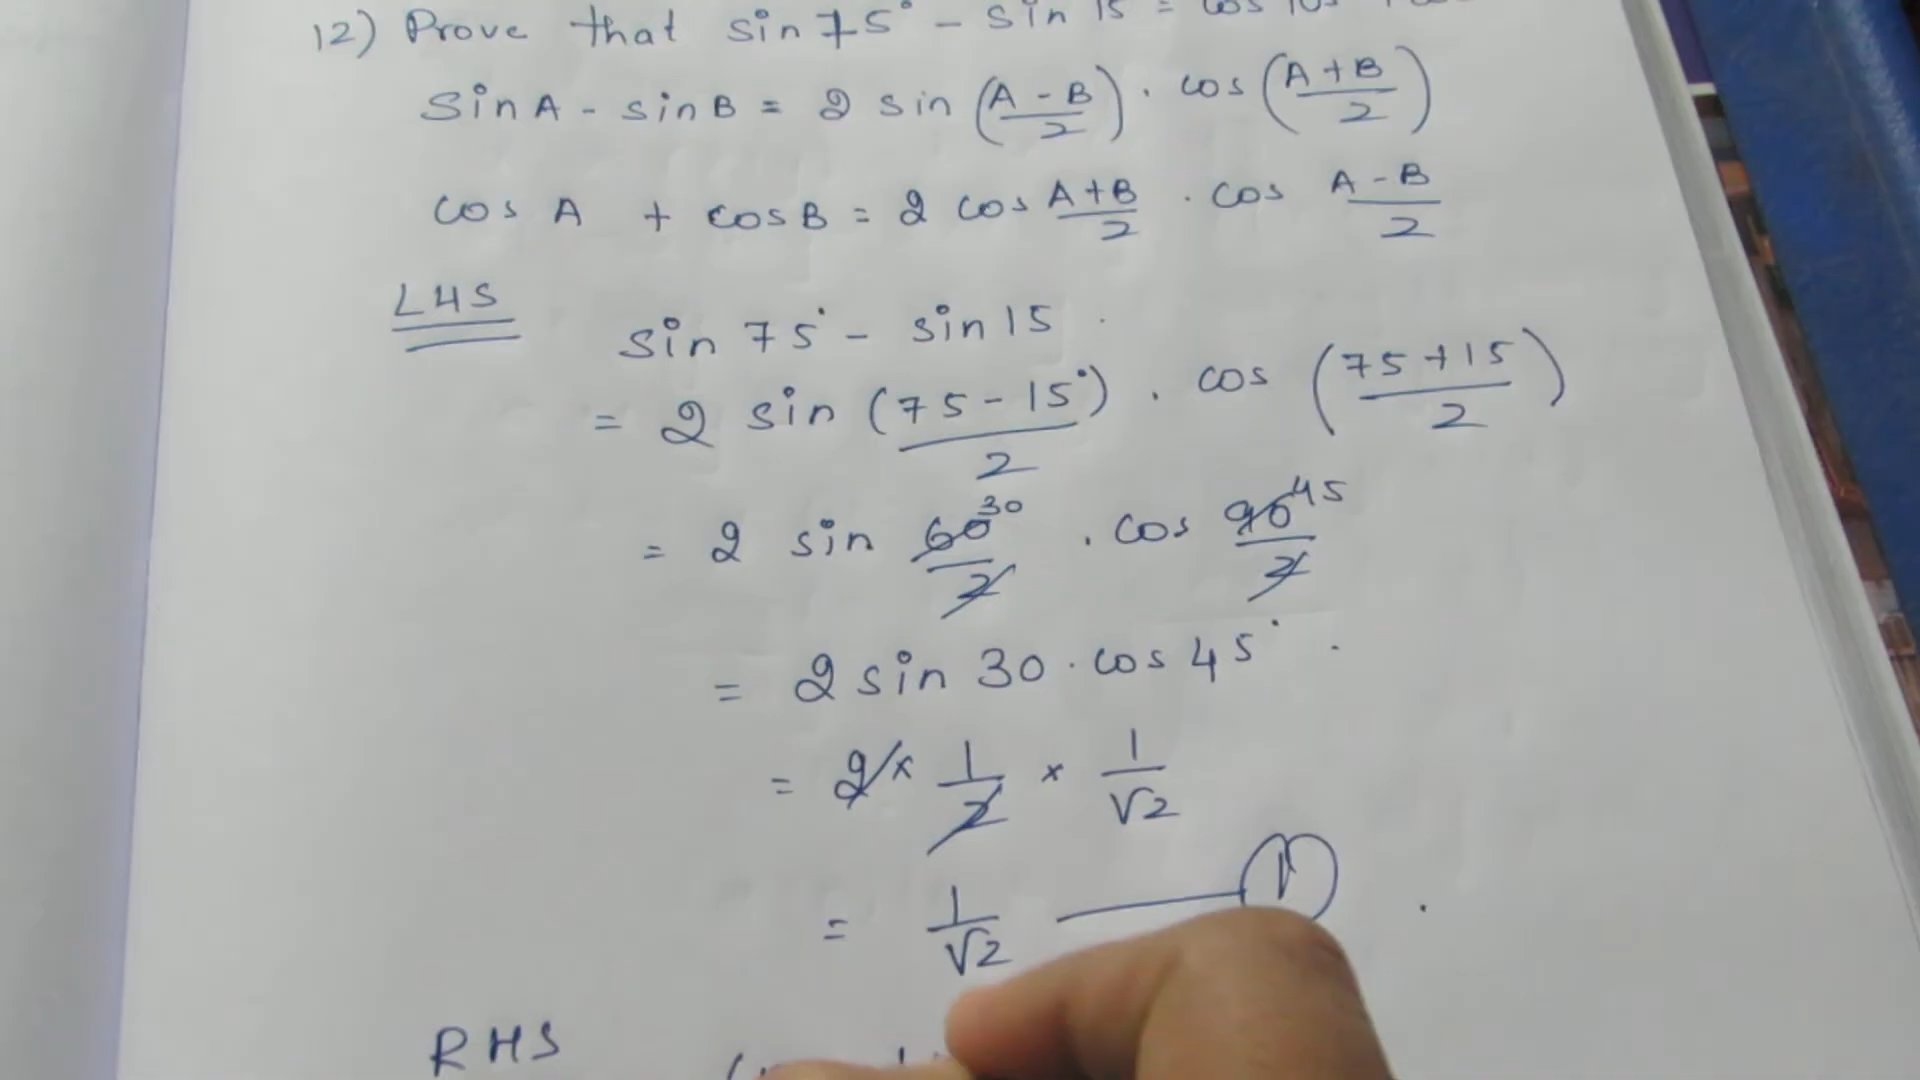 12) Prove that sin 75° - sin 15 = cos 105
sin A - sin B = 2 sin (A - B / 2) . cos (A + B / 2)
cos A + cos B = 2 cos A + B / 2 . cos A - B / 2
LHS
sin 75° - sin 15
= 2 sin (75 - 15°) / 2 . cos (75 + 15 / 2)
= 2 sin 60 30 / 2 . cos 90 45 / 2
= 2 sin 30 . cos 45°
= 2 × 1/2 × 1/√2
= 1/√2 — 1
RHS